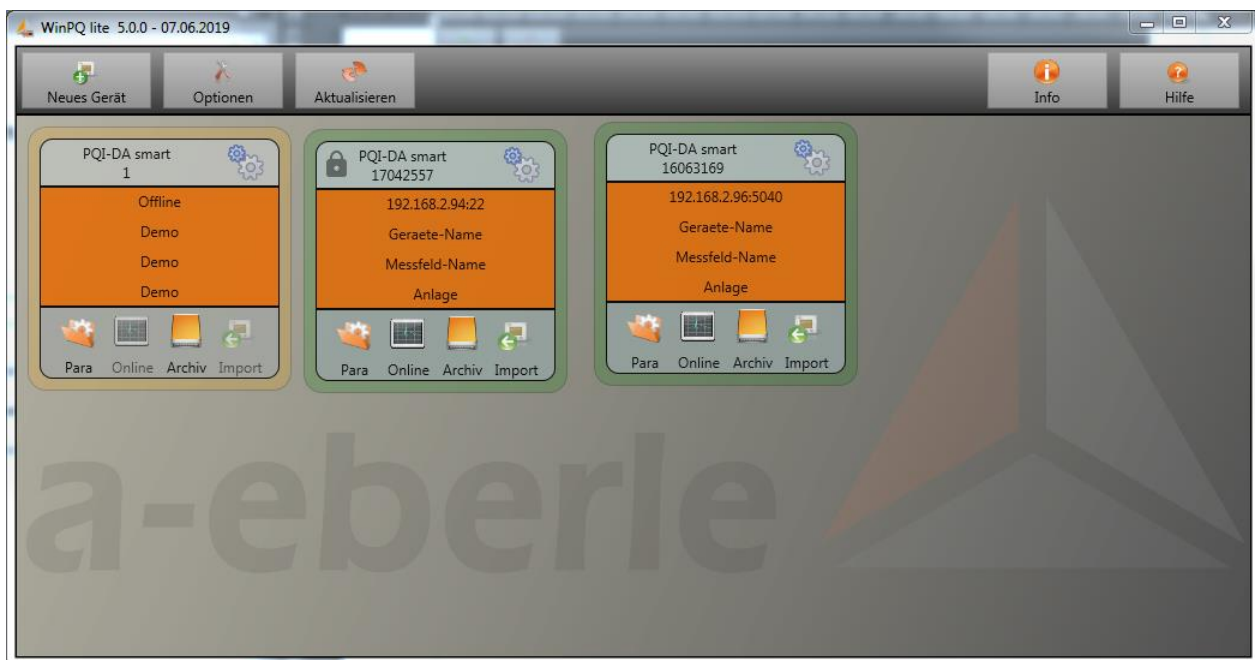 WinPQ lite 5.0.0 - 07.06.2019
Neues Gerät Optionen Aktualisieren Info Hilfe
PQI-DA smart
1
Offline
Demo
Demo
Demo
Para Online Archiv Import
PQI-DA smart
17042557
192.168.2.94:22
Geraete-Name
Messfeld-Name
Anlage
Para Online Archiv Import
PQI-DA smart
16063169
192.168.2.96:5040
Geraete-Name
Messfeld-Name
Anlage
Para Online Archiv Import
a-eberle